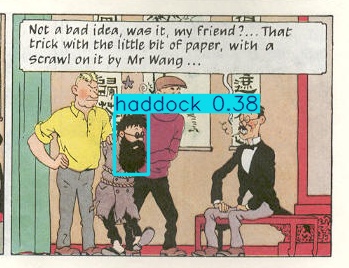 Not a bad idea, was it, my friend?... That
trick with the little bit of paper, with a
scrawl on it by Mr Wang ...
haddock 0.38